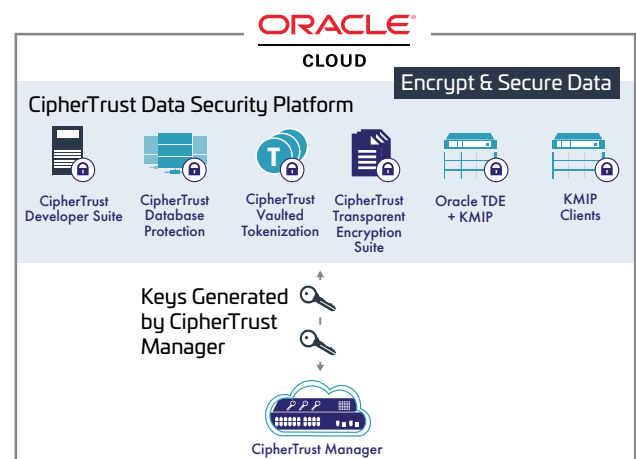 ORACLE®
CLOUD
Encrypt & Secure Data
CipherTrust Data Security Platform
T
CipherTrust
Developer Suite
CipherTrust
Database
Protection
CipherTrust
Vaulted
Tokenization
CipherTrust
Transparent
Encryption
Suite
Oracle TDE
+ KMIP
KMIP
Clients
Keys Generated
by CipherTrust
Manager
CipherTrust Manager